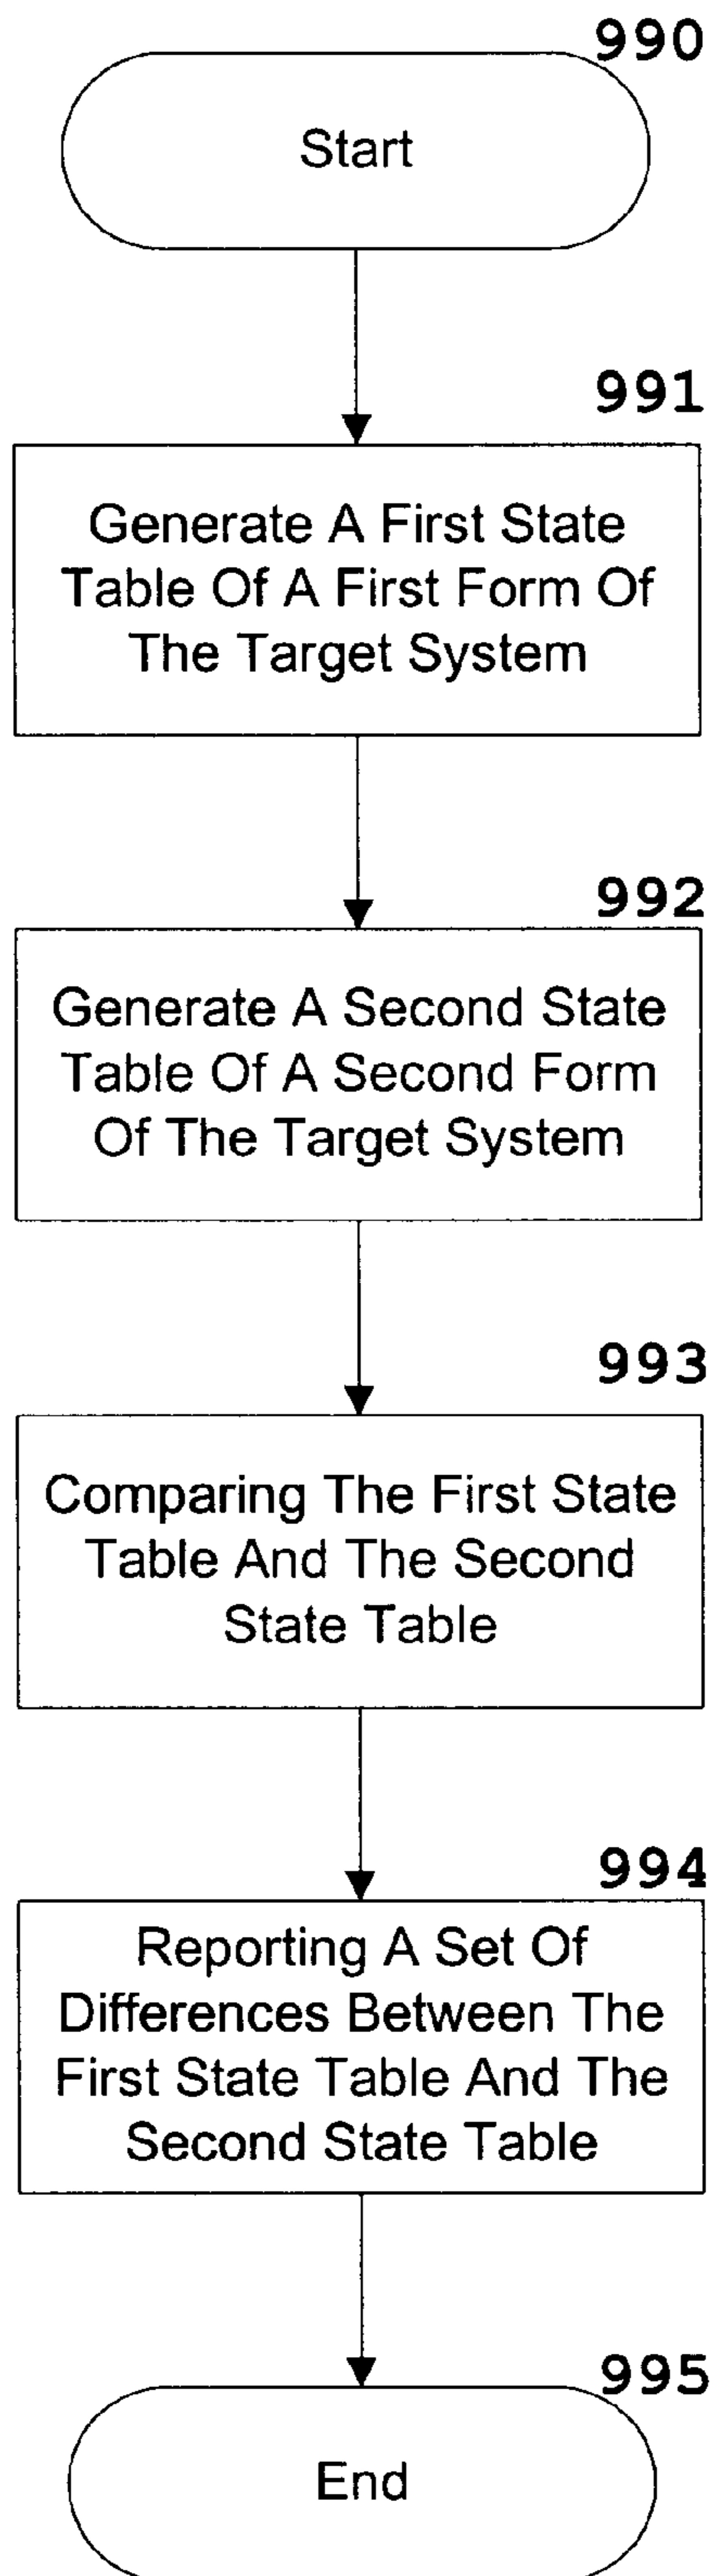 990
Start
991
Generate A First State
Table Of A First Form Of
The Target System
992
Generate A Second State
Table Of A Second Form
Of The Target System
993
Comparing The First State
Table And The Second
State Table
994
Reporting A Set Of
Differences Between The
First State Table And The
Second State Table
995
End